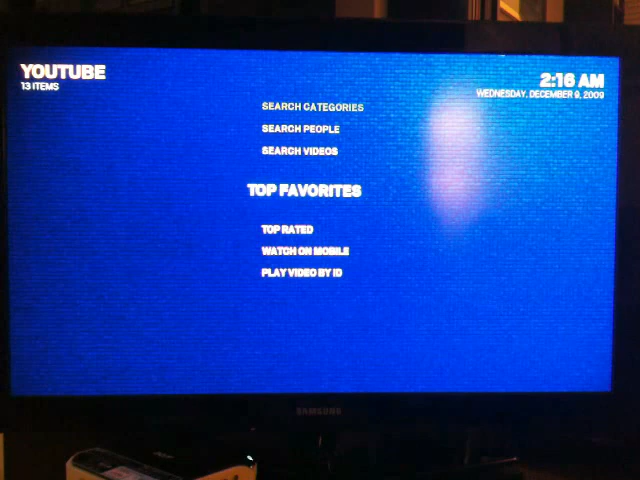 YOUTUBE
13 ITEMS
2:16 AM
WEDNESDAY, DECEMBER 9, 2009
SEARCH CATEGORIES
SEARCH PEOPLE
SEARCH VIDEOS
TOP FAVORITES
TOP RATED
WATCH ON MOBILE
PLAY VIDEO BY ID
SAMSUNG